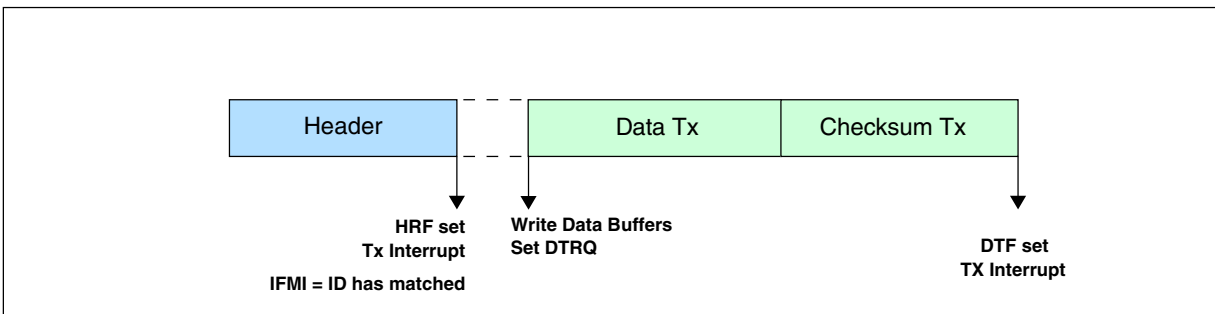 Header
Data Tx
Checksum Tx
HRF set
Tx Interrupt
IFMI = ID has matched
Write Data Buffers
Set DTRQ
DTF set
TX Interrupt